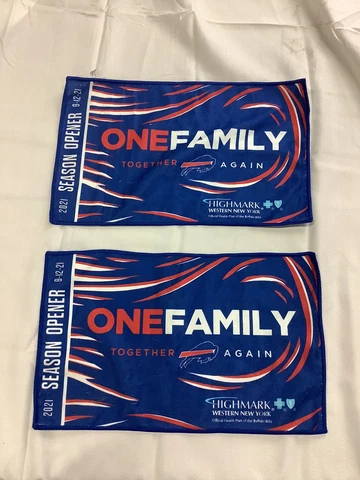 2021 SEASON OPENER 9-12-21
ONEFAMILY
TOGETHER AGAIN
HIGHMARK
WESTERN NEW YORK
Official Health Plan of the Buffalo Bills
2021 SEASON OPENER 9-12-21
ONEFAMILY
TOGETHER AGAIN
HIGHMARK
WESTERN NEW YORK
Official Health Plan of the Buffalo Bills